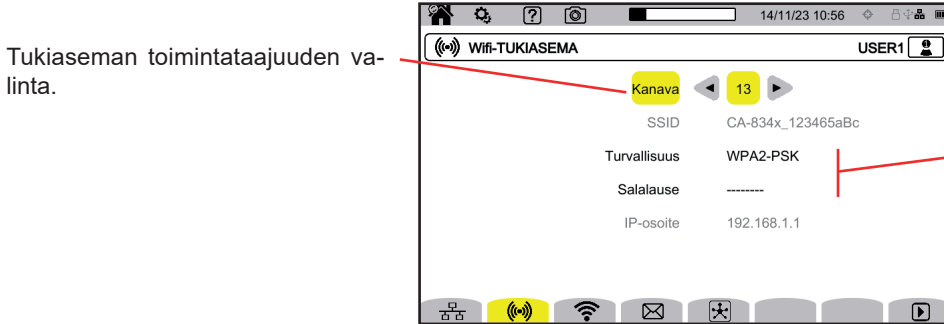 Tukiaseman toimintataajuuden va-
linta.
14/11/23 10:56
Wifi-TUKIASEMA USER1
Kanava 13
SSID CA-834x_123465aBc
Turvallisuus WPA2-PSK
Salalause --------
IP-osoite 192.168.1.1